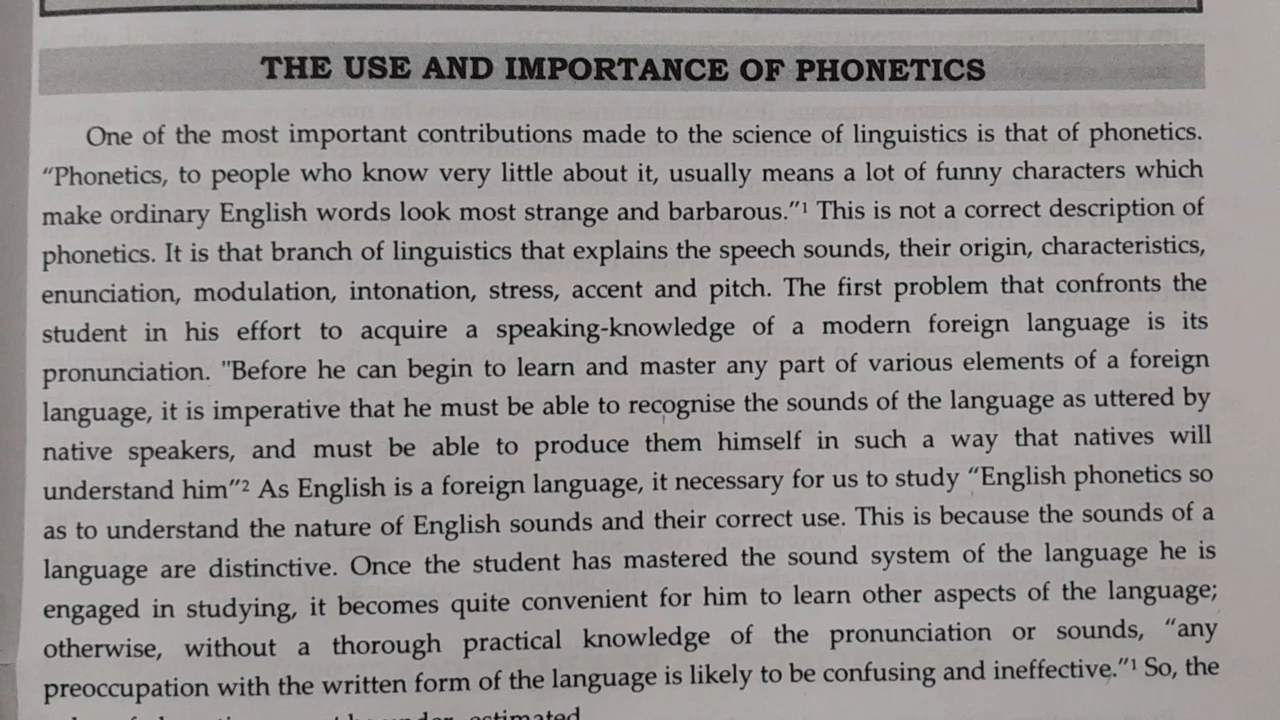 THE USE AND IMPORTANCE OF PHONETICS
One of the most important contributions made to the science of linguistics is that of phonetics.
“Phonetics, to people who know very little about it, usually means a lot of funny characters which
make ordinary English words look most strange and barbarous.”¹ This is not a correct description of
phonetics. It is that branch of linguistics that explains the speech sounds, their origin, characteristics,
enunciation, modulation, intonation, stress, accent and pitch. The first problem that confronts the
student in his effort to acquire a speaking-knowledge of a modern foreign language is its
pronunciation. "Before he can begin to learn and master any part of various elements of a foreign
language, it is imperative that he must be able to recognise the sounds of the language as uttered by
native speakers, and must be able to produce them himself in such a way that natives will
understand him”² As English is a foreign language, it necessary for us to study “English phonetics so
as to understand the nature of English sounds and their correct use. This is because the sounds of a
language are distinctive. Once the student has mastered the sound system of the language he is
engaged in studying, it becomes quite convenient for him to learn other aspects of the language;
otherwise, without a thorough practical knowledge of the pronunciation or sounds, “any
preoccupation with the written form of the language is likely to be confusing and ineffective.”¹ So, the
estimated